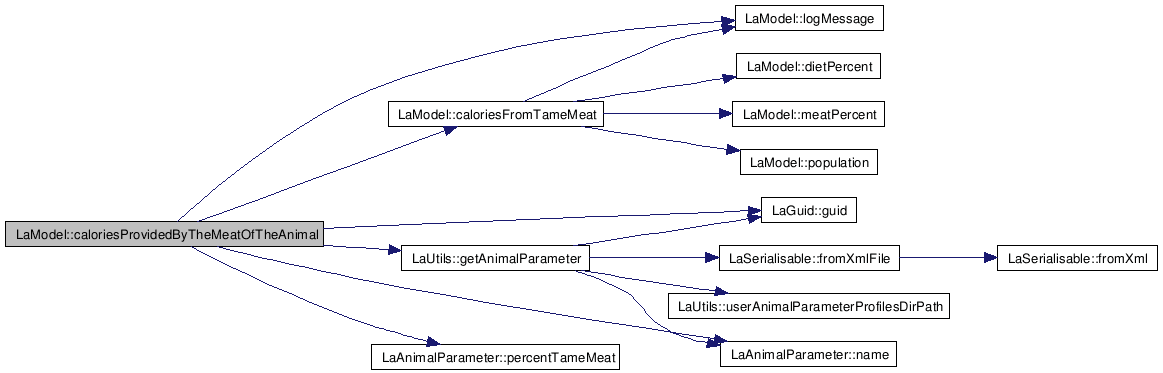 LaModel::logMessage
LaModel::dietPercent
LaModel::caloriesFromTameMeat
LaModel::meatPercent
LaModel::population
LaGuid::guid
LaModel::caloriesProvidedByTheMeatOfTheAnimal
LaUtils::getAnimalParameter
LaSerialisable::fromXmlFile
LaSerialisable::fromXml
LaUtils::userAnimalParameterProfilesDirPath
LaAnimalParameter::percentTameMeat
LaAnimalParameter::name